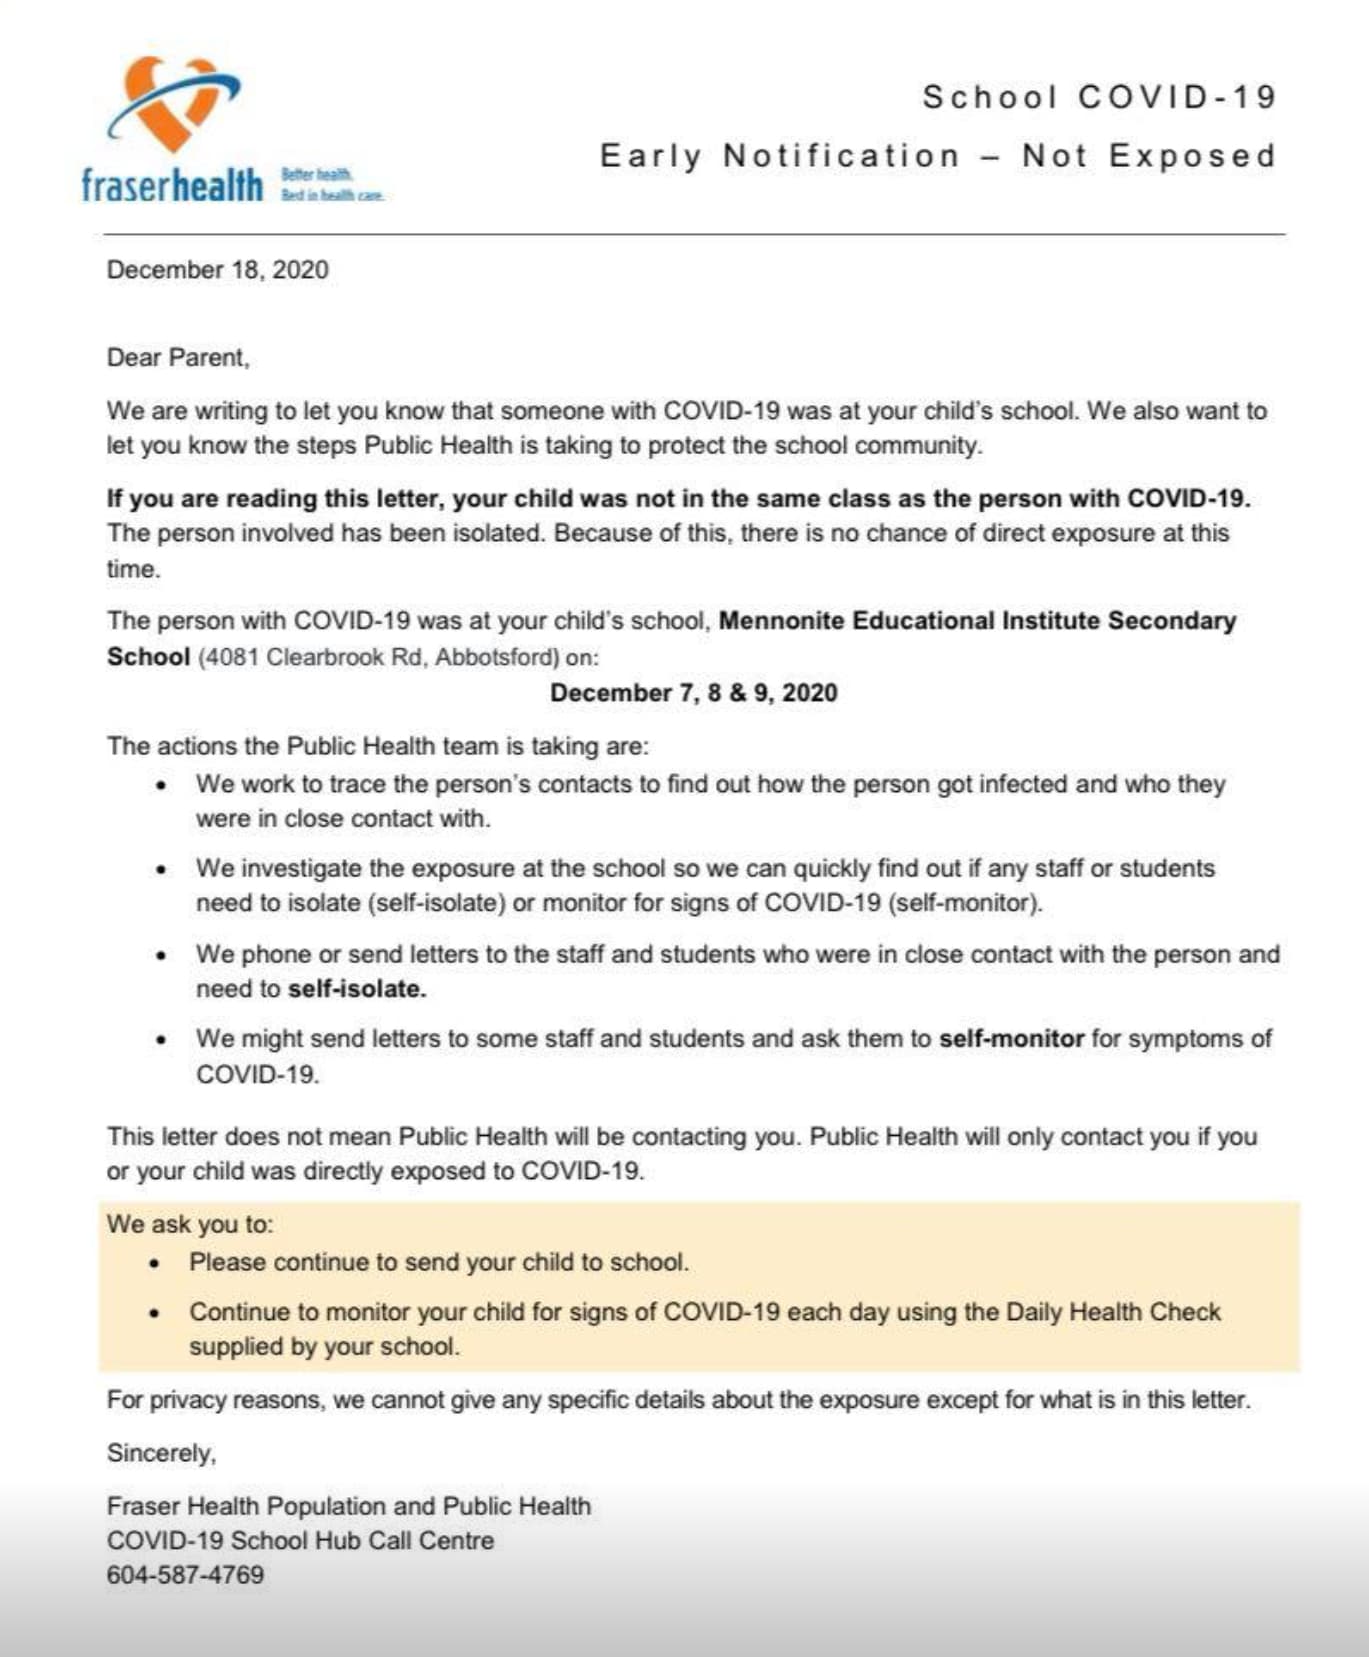 School COVID-19
Early Notification – Not Exposed
fraserhealth
Better health.
Best in health care.
December 18, 2020
Dear Parent,
We are writing to let you know that someone with COVID-19 was at your child's school. We also want to
let you know the steps Public Health is taking to protect the school community.
If you are reading this letter, your child was not in the same class as the person with COVID-19.
The person involved has been isolated. Because of this, there is no chance of direct exposure at this
time.
The person with COVID-19 was at your child's school, Mennonite Educational Institute Secondary
School (4081 Clearbrook Rd, Abbotsford) on:
December 7, 8 & 9, 2020
The actions the Public Health team is taking are:
• We work to trace the person's contacts to find out how the person got infected and who they
were in close contact with.
• We investigate the exposure at the school so we can quickly find out if any staff or students
need to isolate (self-isolate) or monitor for signs of COVID-19 (self-monitor).
• We phone or send letters to the staff and students who were in close contact with the person and
need to self-isolate.
• We might send letters to some staff and students and ask them to self-monitor for symptoms of
COVID-19.
This letter does not mean Public Health will be contacting you. Public Health will only contact you if you
or your child was directly exposed to COVID-19.
We ask you to:
• Please continue to send your child to school.
• Continue to monitor your child for signs of COVID-19 each day using the Daily Health Check
supplied by your school.
For privacy reasons, we cannot give any specific details about the exposure except for what is in this letter.
Sincerely,
Fraser Health Population and Public Health
COVID-19 School Hub Call Centre
604-587-4769